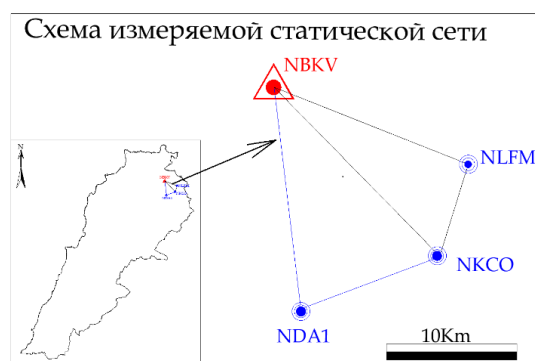 Схема измеряемой статической сети
NBKV
NLFM
NKCO
NDA1
10Km
N